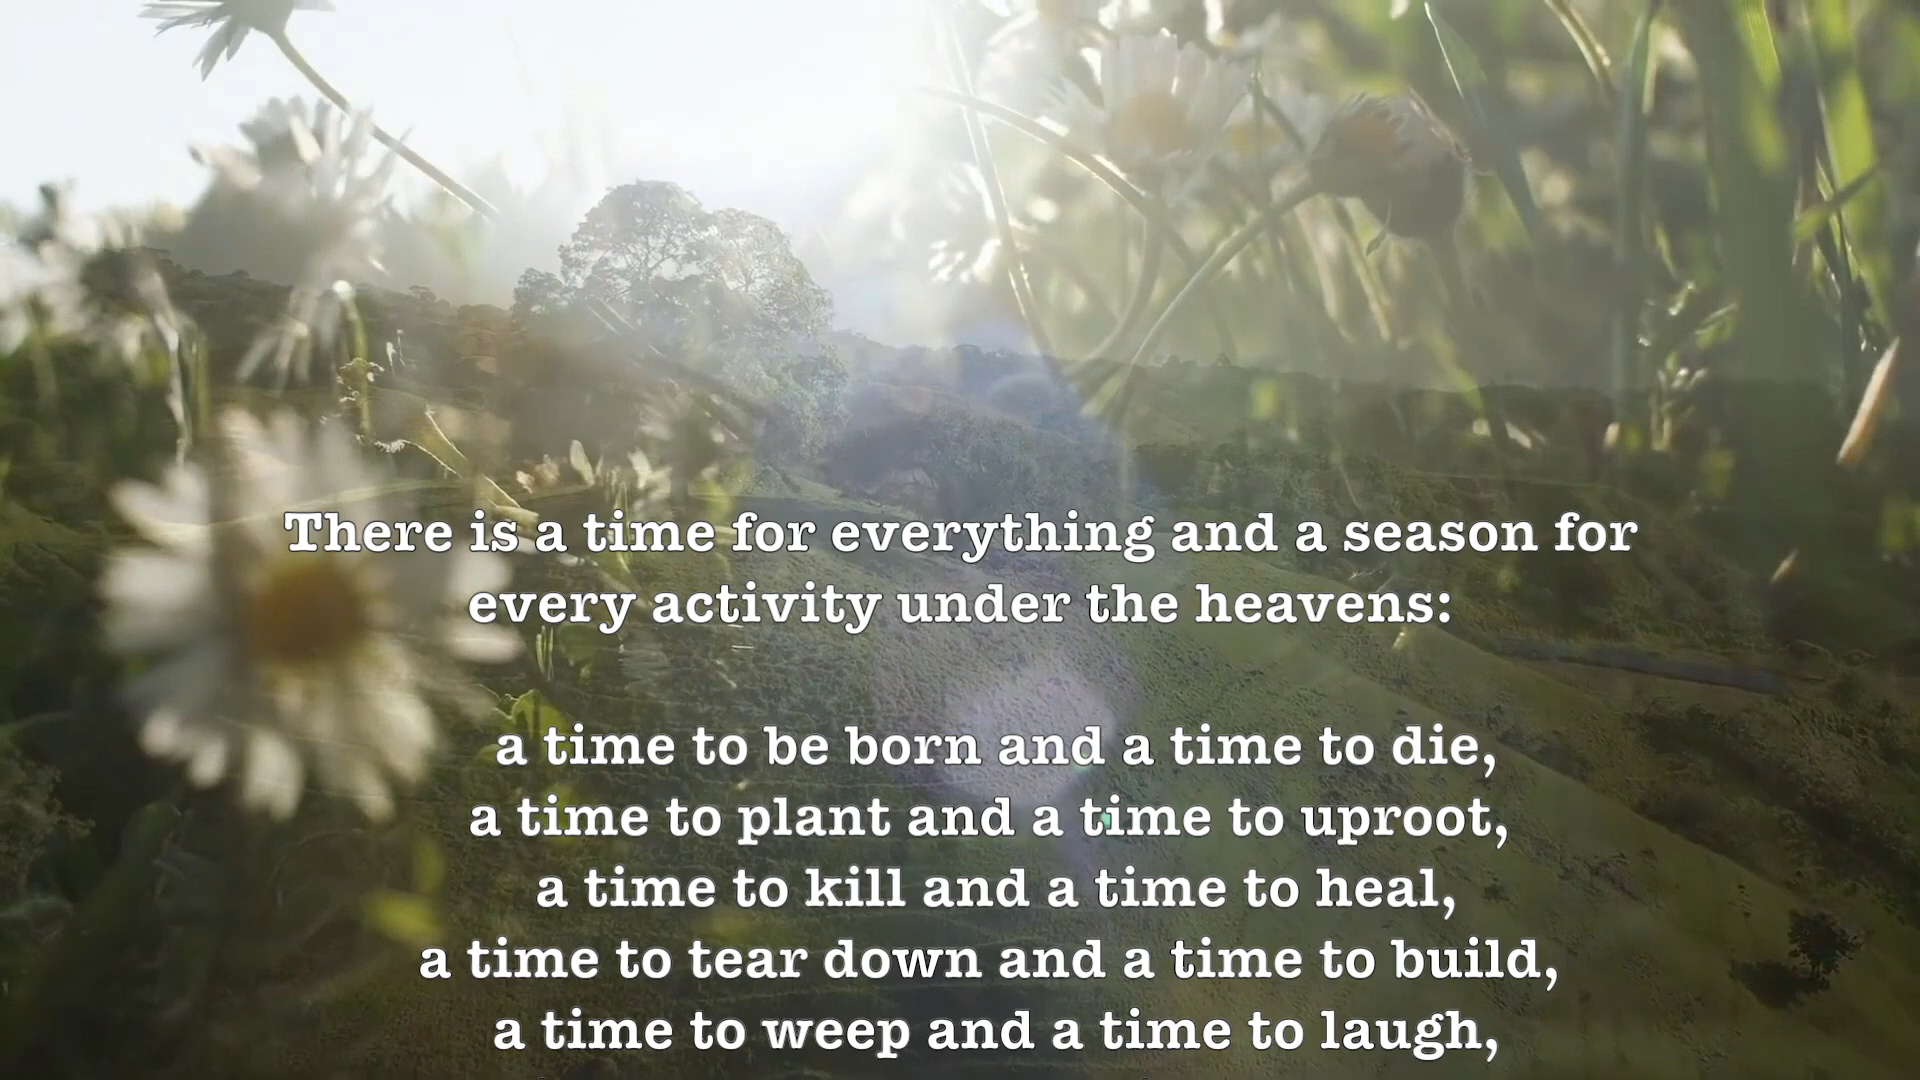 There is a time for everything and a season for
every activity under the heavens:
a time to be born and a time to die,
a time to plant and a time to uproot,
a time to kill and a time to heal,
a time to tear down and a time to build,
a time to weep and a time to laugh,